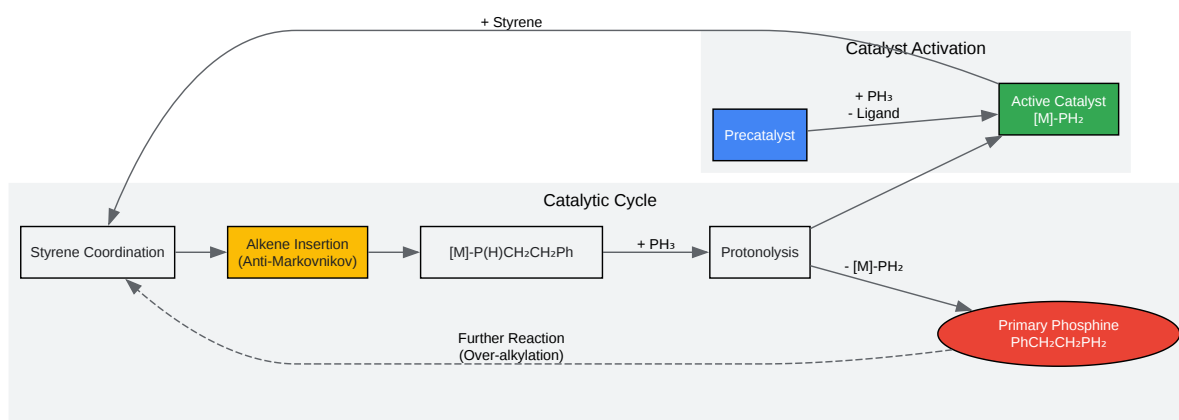 + Styrene
Catalyst Activation
+ PH₃
- Ligand
Precatalyst
Active Catalyst
[M]-PH₂
Catalytic Cycle
Styrene Coordination
Alkene Insertion
(Anti-Markovnikov)
[M]-P(H)CH₂CH₂Ph
+ PH₃
Protonolysis
- [M]-PH₂
Primary Phosphine
PhCH₂CH₂PH₂
Further Reaction
(Over-alkylation)